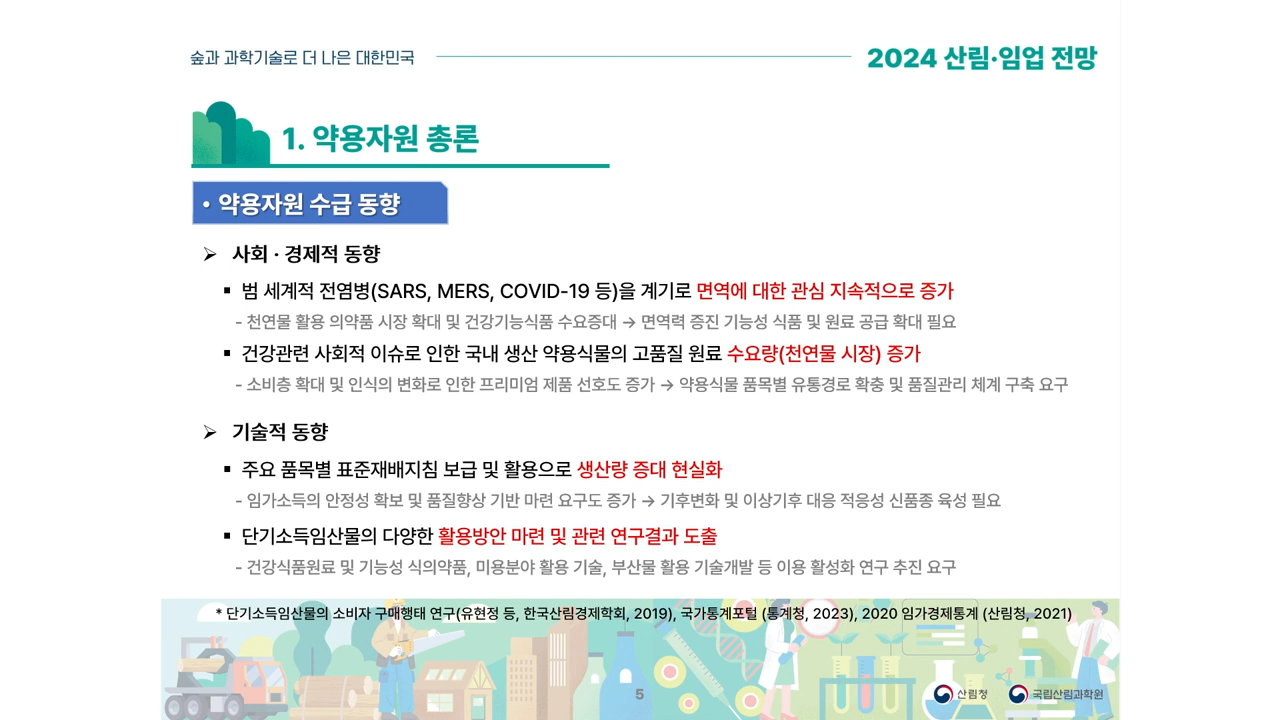 숲과 과학기술로 더 나은 대한민국
2024 산림·임업 전망
1. 약용자원 총론
• 약용자원 수급 동향
➢ 사회 · 경제적 동향
▪ 범 세계적 전염병(SARS, MERS, COVID-19 등)을 계기로 면역에 대한 관심 지속적으로 증가
- 천연물 활용 의약품 시장 확대 및 건강기능식품 수요증대 → 면역력 증진 기능성 식품 및 원료 공급 확대 필요
▪ 건강관련 사회적 이슈로 인한 국내 생산 약용식물의 고품질 원료 수요량(천연물 시장) 증가
- 소비층 확대 및 인식의 변화로 인한 프리미엄 제품 선호도 증가 → 약용식물 품목별 유통경로 확충 및 품질관리 체계 구축 요구
➢ 기술적 동향
▪ 주요 품목별 표준재배지침 보급 및 활용으로 생산량 증대 현실화
- 임가소득의 안정성 확보 및 품질향상 기반 마련 요구도 증가 → 기후변화 및 이상기후 대응 적응성 신품종 육성 필요
▪ 단기소득임산물의 다양한 활용방안 마련 및 관련 연구결과 도출
- 건강식품원료 및 기능성 식의약품, 미용분야 활용 기술, 부산물 활용 기술개발 등 이용 활성화 연구 추진 요구
* 단기소득임산물의 소비자 구매행태 연구(유현정 등, 한국산림경제학회, 2019), 국가통계포털 (통계청, 2023), 2020 임가경제통계 (산림청, 2021)
5
산림청
국립산림과학원